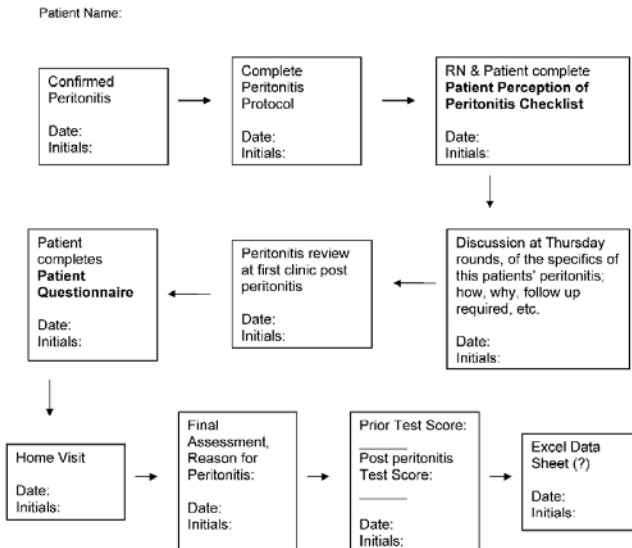 Patient Name:
Confirmed
Peritonitis
Date:
Initials:
Complete
Peritonitis
Protocol
Date:
Initials:
RN & Patient complete
Patient Perception of
Peritonitis Checklist
Date:
Initials:
Discussion at Thursday
rounds, of the specifics of
this patients' peritonitis;
how, why, follow up
required, etc.
Date:
Initials:
Peritonitis review
at first clinic post
peritonitis
Date:
Initials:
Patient
completes
Patient
Questionnaire
Date:
Initials:
Home Visit
Date:
Initials:
Final
Assessment,
Reason for
Peritonitis:
Date:
Initials:
Prior Test Score:
______
Post peritonitis
Test Score:
______
Date:
Initials:
Excel Data
Sheet (?)
Date:
Initials: